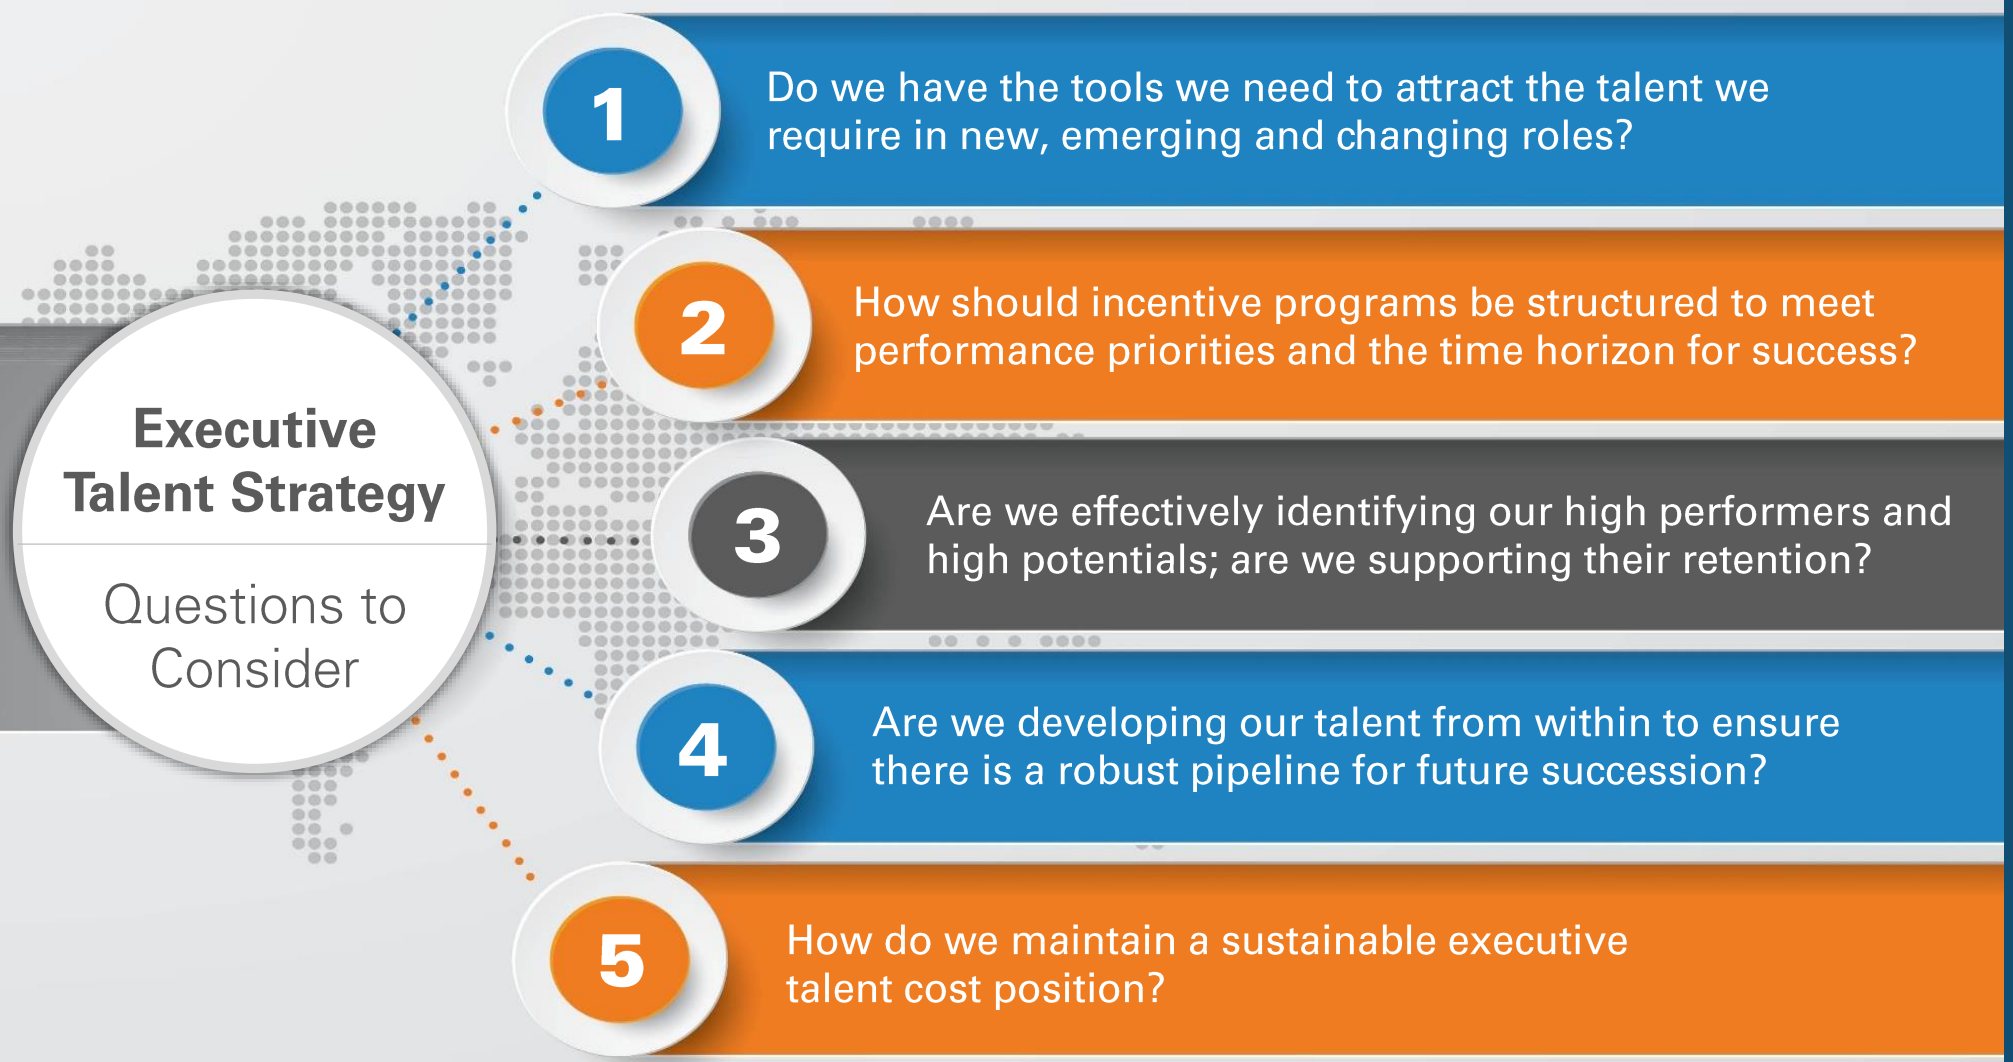 Executive
Talent Strategy
Questions to
Consider
1
Do we have the tools we need to attract the talent we
require in new, emerging and changing roles?
2
How should incentive programs be structured to meet
performance priorities and the time horizon for success?
3
Are we effectively identifying our high performers and
high potentials; are we supporting their retention?
4
Are we developing our talent from within to ensure
there is a robust pipeline for future succession?
5
How do we maintain a sustainable executive
talent cost position?